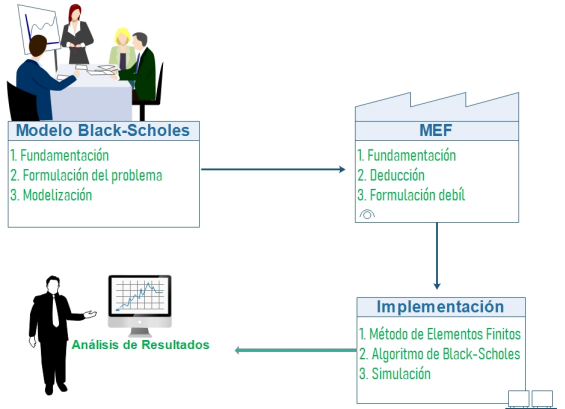 Modelo Black-Scholes
1. Fundamentación
2. Formulación del problema
3. Modelización
MEF
1. Fundamentación
2. Deducción
3. Formulación debíl
Implementación
1. Método de Elementos Finitos
2. Algoritmo de Black-Scholes
3. Simulación
Análisis de Resultados